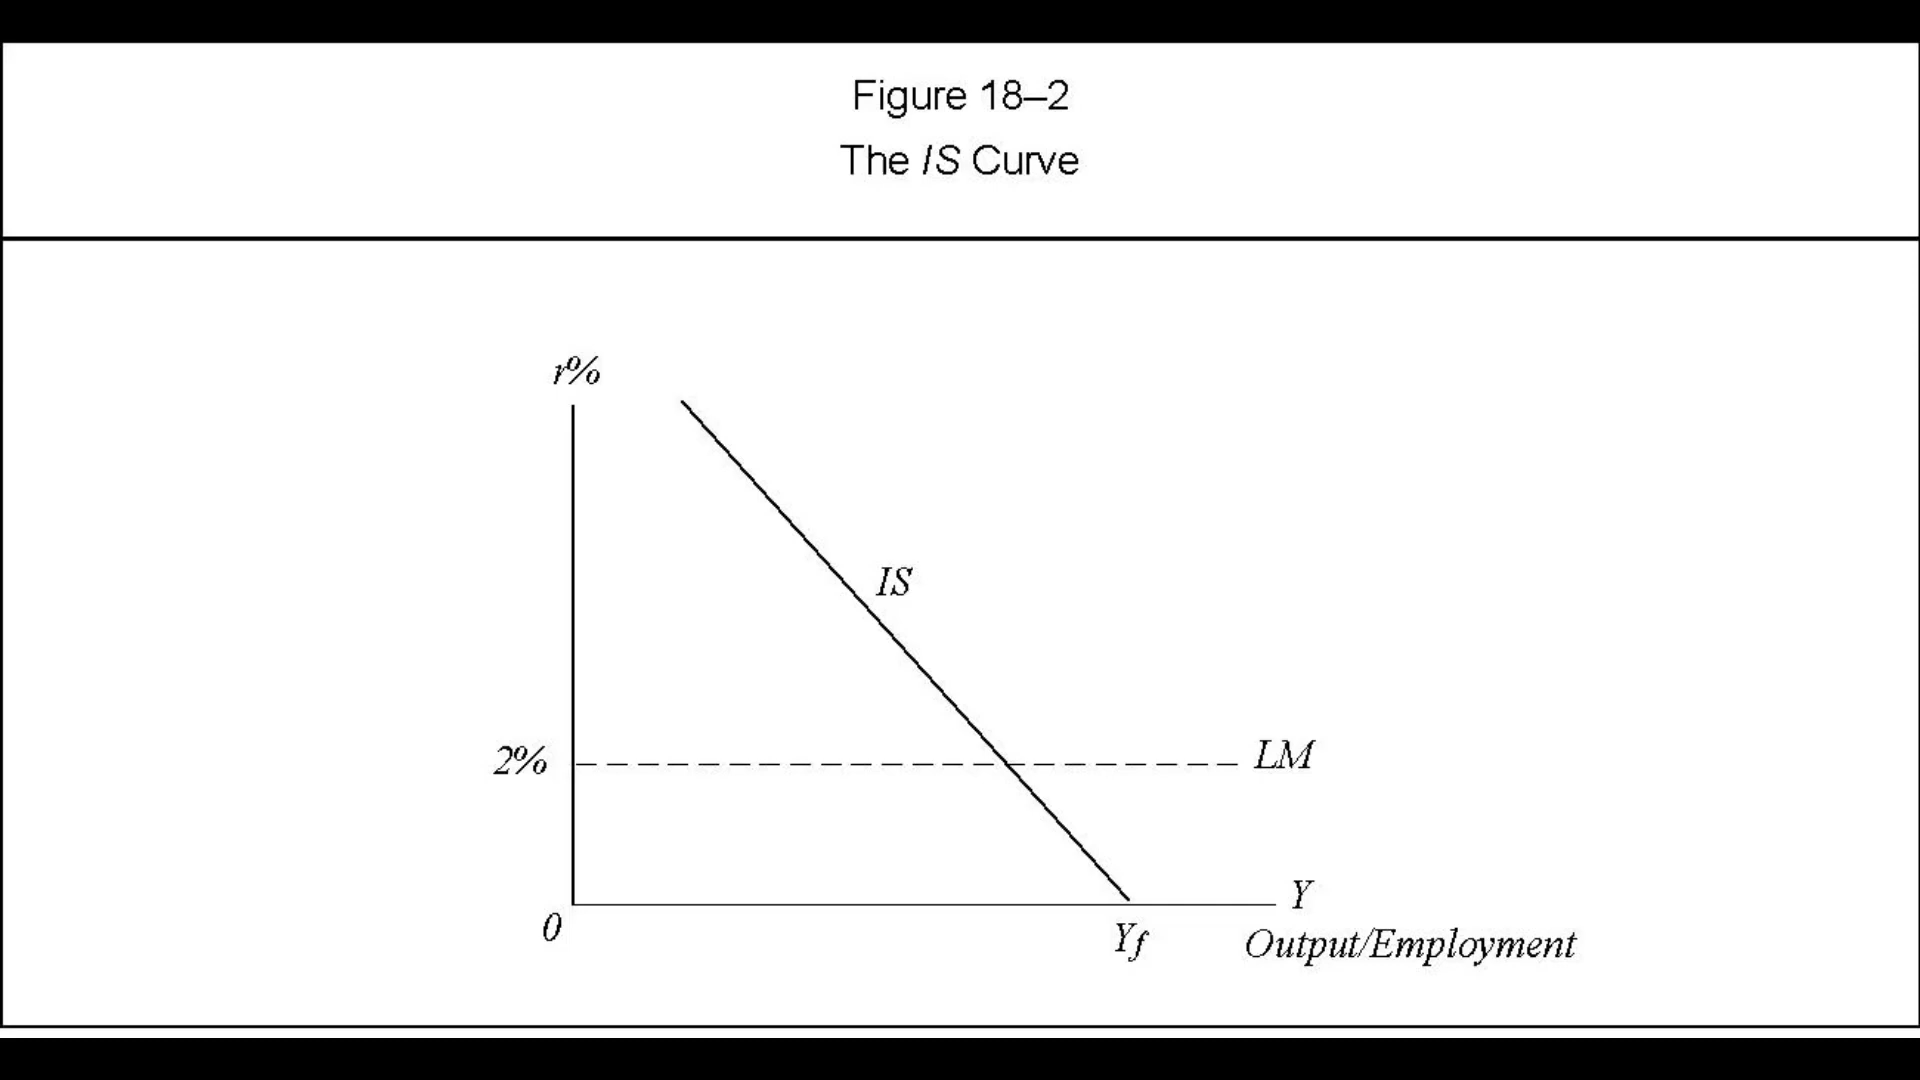 Figure 18–2
The IS Curve
r%
IS
2%
LM
Y
0
Yf
Output/Employment